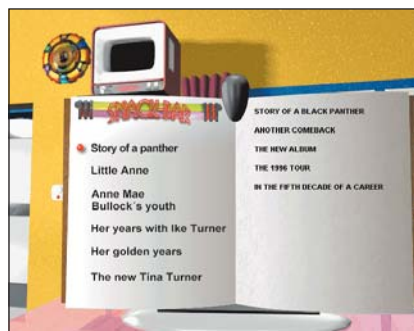 SNACK-BAR
Story of a panther
Little Anne
Anne Mae
Bullock´s youth
Her years with Ike Turner
Her golden years
The new Tina Turner
STORY OF A BLACK PANTHER
ANOTHER COMEBACK
THE NEW ALBUM
THE 1996 TOUR
IN THE FIFTH DECADE OF A CAREER